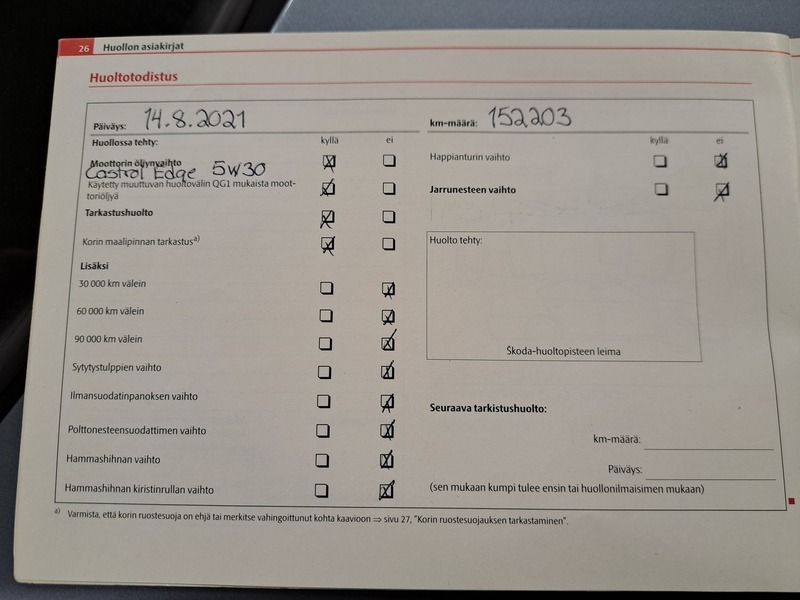 26 Huollon asiakirjat
Huoltotodistus
Päiväys: 14.8.2021
km-määrä: 152203
Huollossa tehty: kyllä ei
Moottorin öljynvaihto
Castrol Edge 5W30
Käytetty muuttuvan huoltovälin QG1 mukaista moot-
toriöljyä
Tarkastushuolto
Korin maalipinnan tarkastus a)
Lisäksi
30 000 km välein
60 000 km välein
90 000 km välein
Sytytystulppien vaihto
Ilmansuodatinpanoksen vaihto
Polttonesteensuodattimen vaihto
Hammashihnan vaihto
Hammashihnan kiristinrullan vaihto
kyllä ei
Happianturin vaihto
Jarrunesteen vaihto
Huolto tehty:
Škoda-huoltopisteen leima
Seuraava tarkistushuolto:
km-määrä:
Päiväys:
(sen mukaan kumpi tulee ensin tai huollonilmaisimen mukaan)
a) Varmista, että korin ruostesuoja on ehjä tai merkitse vahingoittunut kohta kaavioon ⇒ sivu 27, "Korin ruostesuojauksen tarkastaminen".